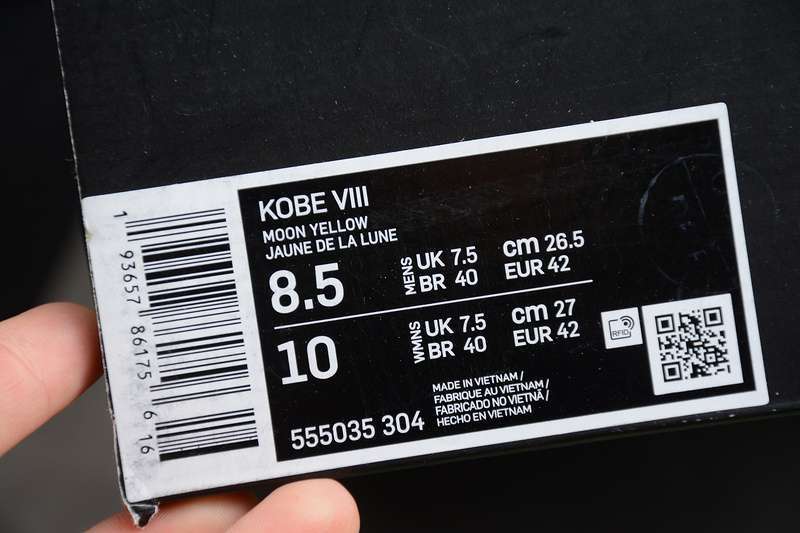 KOBE VIII
MOON YELLOW
JAUNE DE LA LUNE
8.5 MENS UK 7.5 cm 26.5
BR 40 EUR 42
10 WMNS UK 7.5 cm 27
BR 40 EUR 42
RFID
555035 304
MADE IN VIETNAM /
FABRIQUE AU VIETNAM /
FABRICADO NO VIETNÃ /
HECHO EN VIETNAM
1 93657 86175 6 16